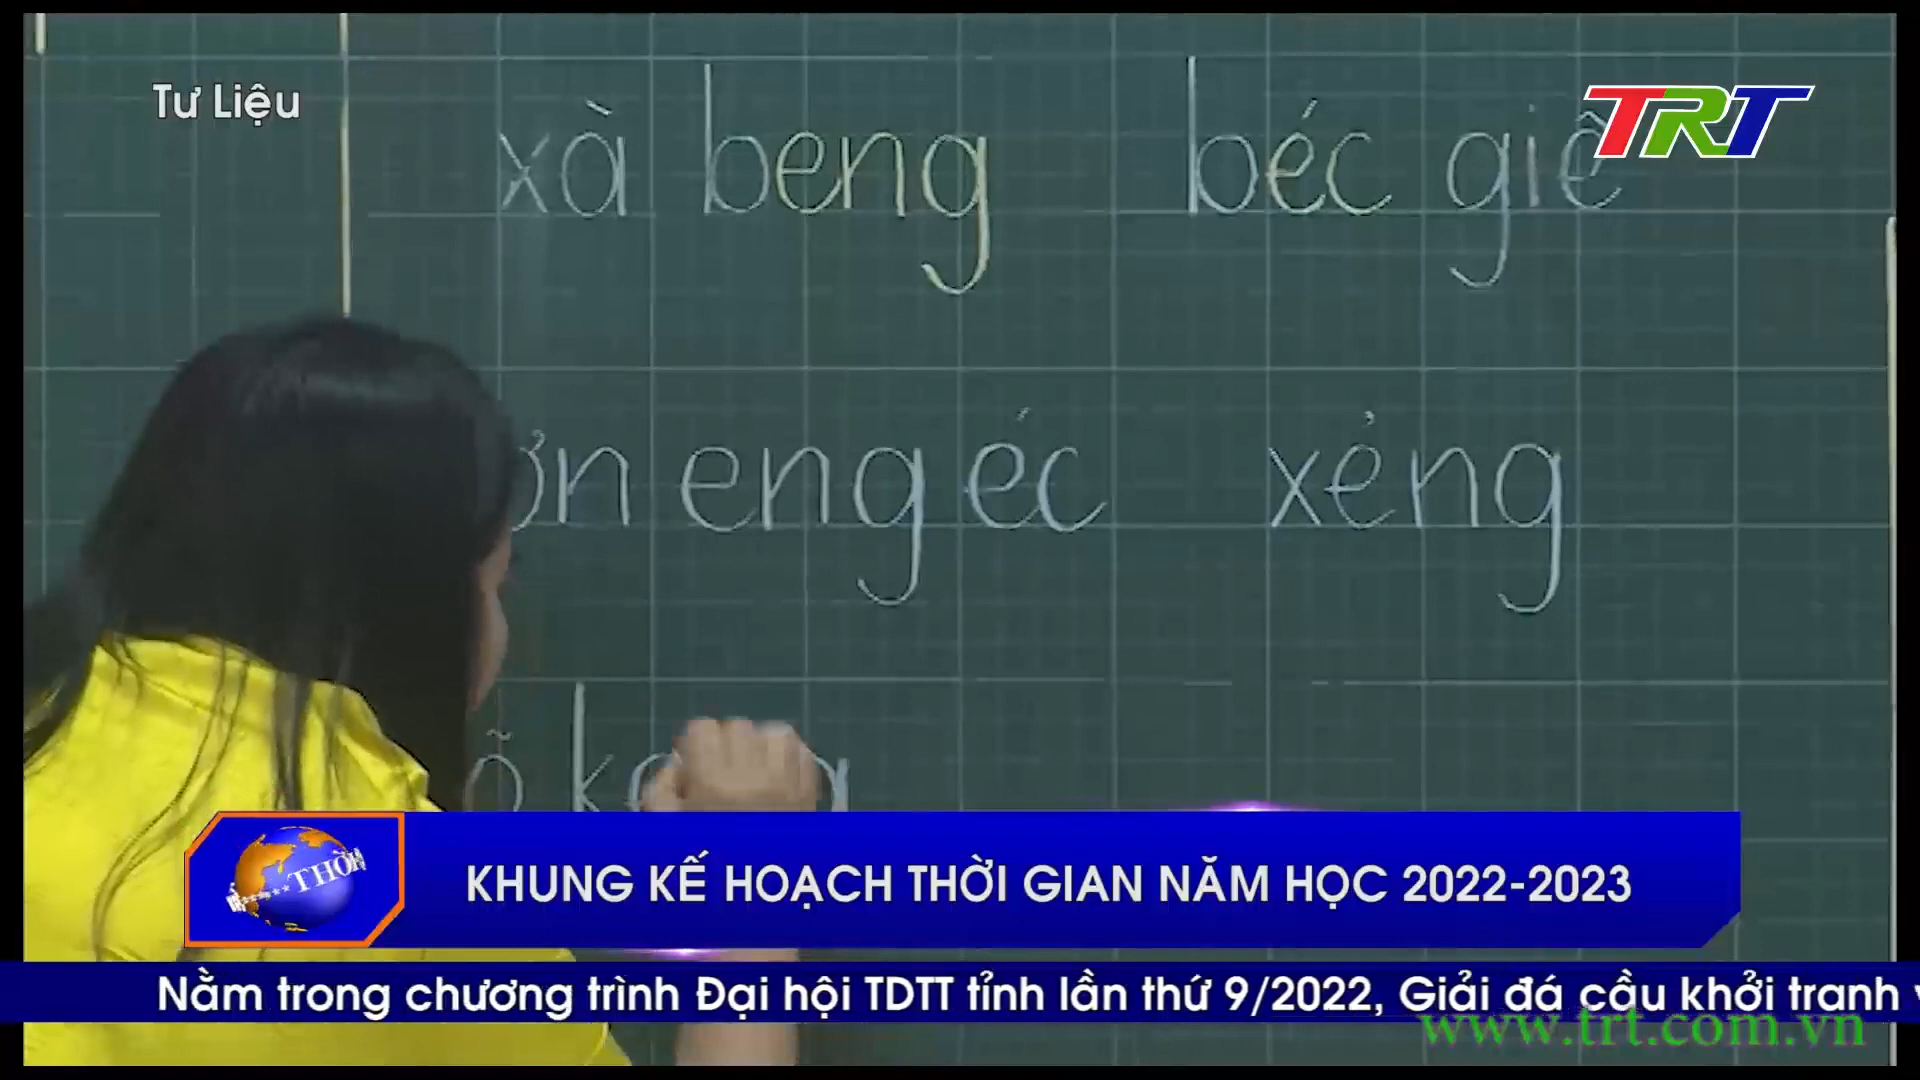 Tư Liệu
TRT
xà beng béc giê
eng éc xẻng
THỜI
KHUNG KẾ HOẠCH THỜI GIAN NĂM HỌC 2022-2023
Nằm trong chương trình Đại hội TDTT tỉnh lần thứ 9/2022, Giải đá cầu khởi tranh
www.trt.com.vn